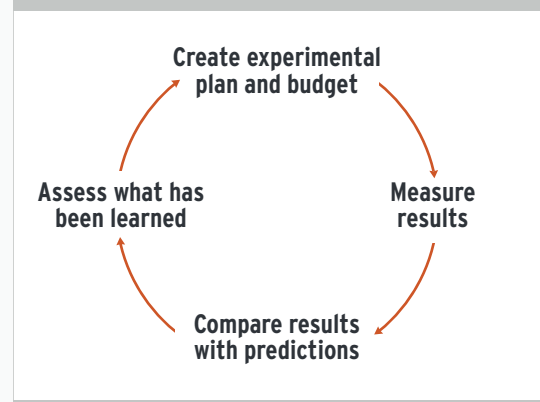 Create experimental
plan and budget
Measure
results
Compare results
with predictions
Assess what has
been learned